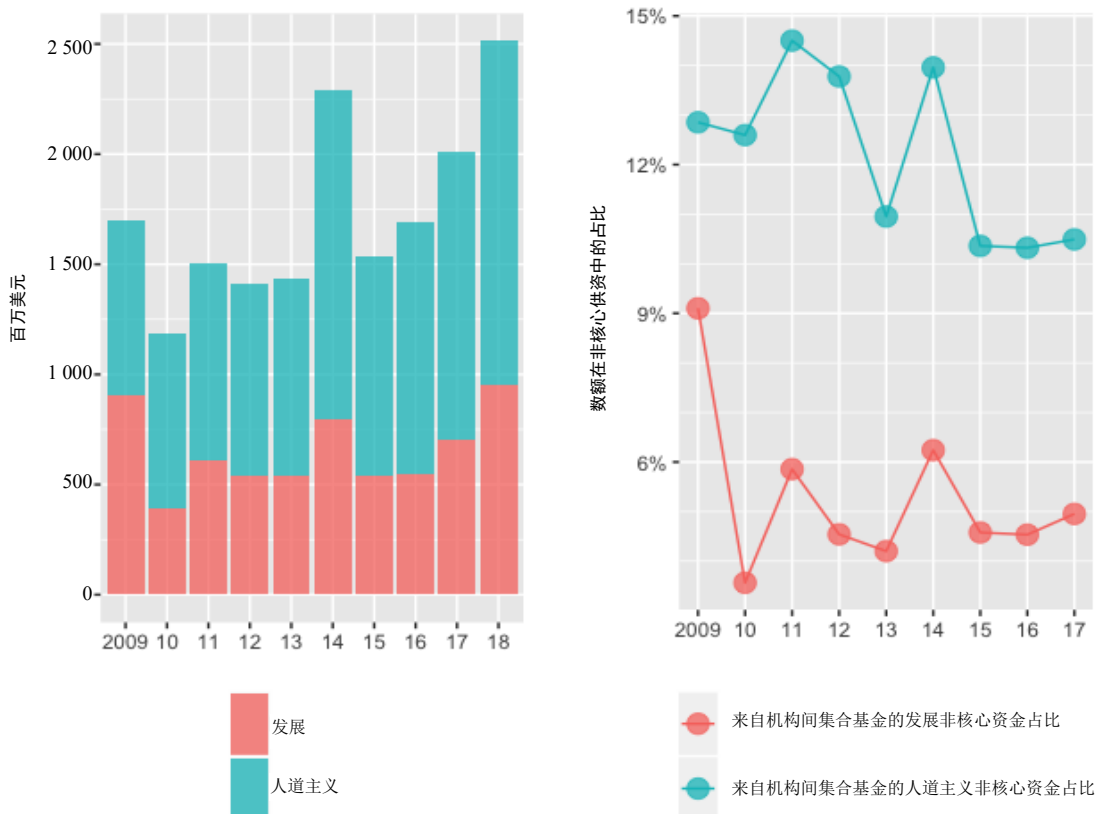 百万美元
2 500
2 000
1 500
1 000
500
0
2009 10 11 12 13 14 15 16 17 18
发展
人道主义
数额在非核心供资中的占比
15%
12%
9%
6%
2009 10 11 12 13 14 15 16 17
来自机构间集合基金的发展非核心资金占比
来自机构间集合基金的人道主义非核心资金占比